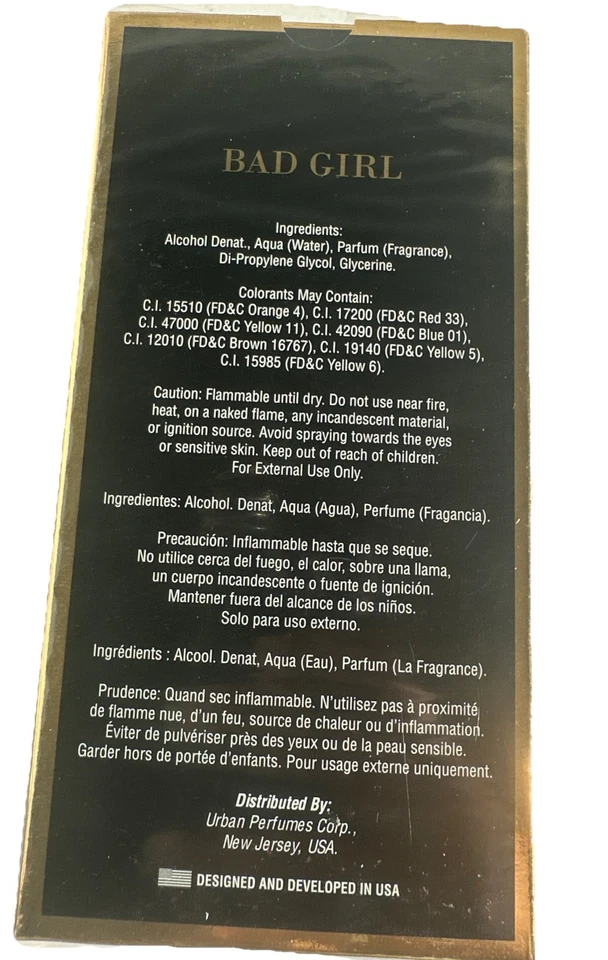 BAD GIRL
Ingredients:
Alcohol Denat., Aqua (Water), Parfum (Fragrance),
Di-Propylene Glycol, Glycerine.
Colorants May Contain:
C.I. 15510 (FD&C Orange 4), C.I. 17200 (FD&C Red 33),
C.I. 47000 (FD&C Yellow 11), C.I. 42090 (FD&C Blue 01),
C.I. 12010 (FD&C Brown 16767), C.I. 19140 (FD&C Yellow 5),
C.I. 15985 (FD&C Yellow 6).
Caution: Flammable until dry. Do not use near fire,
heat, on a naked flame, any incandescent material,
or ignition source. Avoid spraying towards the eyes
or sensitive skin. Keep out of reach of children.
For External Use Only.
Ingredientes: Alcohol. Denat, Aqua (Agua), Perfume (Fragancia).
Precaución: Inflammable hasta que se seque.
No utilice cerca del fuego, el calor, sobre una llama,
un cuerpo incandescente o fuente de ignición.
Mantener fuera del alcance de los niños.
Solo para uso externo.
Ingrédients : Alcool. Denat, Aqua (Eau), Parfum (La Fragrance).
Prudence: Quand sec inflammable. N'utilisez pas à proximité
de flamme nue, d'un feu, source de chaleur ou d'inflammation.
Éviter de pulvériser près des yeux ou de la peau sensible.
Garder hors de portée d'enfants. Pour usage externe uniquement.
Distributed By:
Urban Perfumes Corp.,
New Jersey, USA.
DESIGNED AND DEVELOPED IN USA